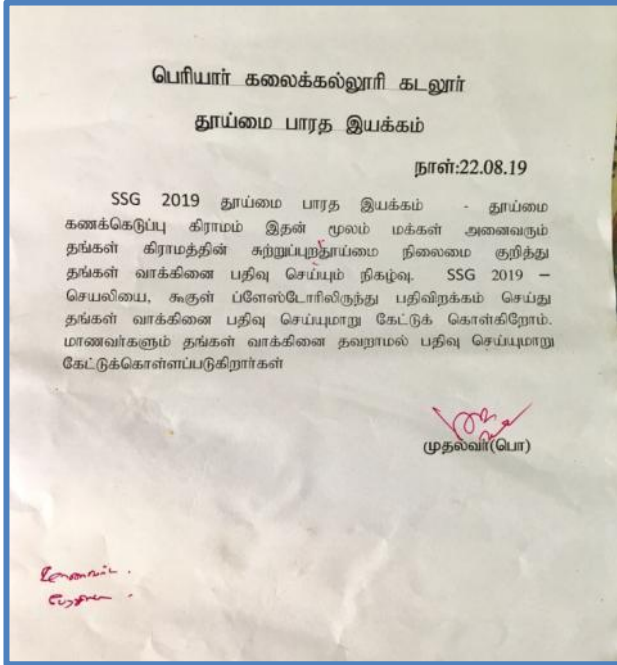 பெரியார் கலைக்கல்லூரி கடலூர்
தூய்மை பாரத இயக்கம்
நாள்:22.08.19
SSG 2019 தூய்மை பாரத இயக்கம் - தூய்மை
கணக்கெடுப்பு கிராமம் இதன் மூலம் மக்கள் அனைவரும்
தங்கள் கிராமத்தின் சுற்றுப்புறதூய்மை நிலைமை குறித்து
தங்கள் வாக்கினை பதிவு செய்யும் நிகழ்வு. SSG 2019 –
செயலியை, கூகுள் ப்ளேஸ்டோரிலிருந்து பதிவிறக்கம் செய்து
தங்கள் வாக்கினை பதிவு செய்யுமாறு கேட்டுக் கொள்கிறோம்.
மாணவர்களும் தங்கள் வாக்கினை தவறாமல் பதிவு செய்யுமாறு
கேட்டுக்கொள்ளப்படுகிறார்கள்
முதல்வர்(பொ)